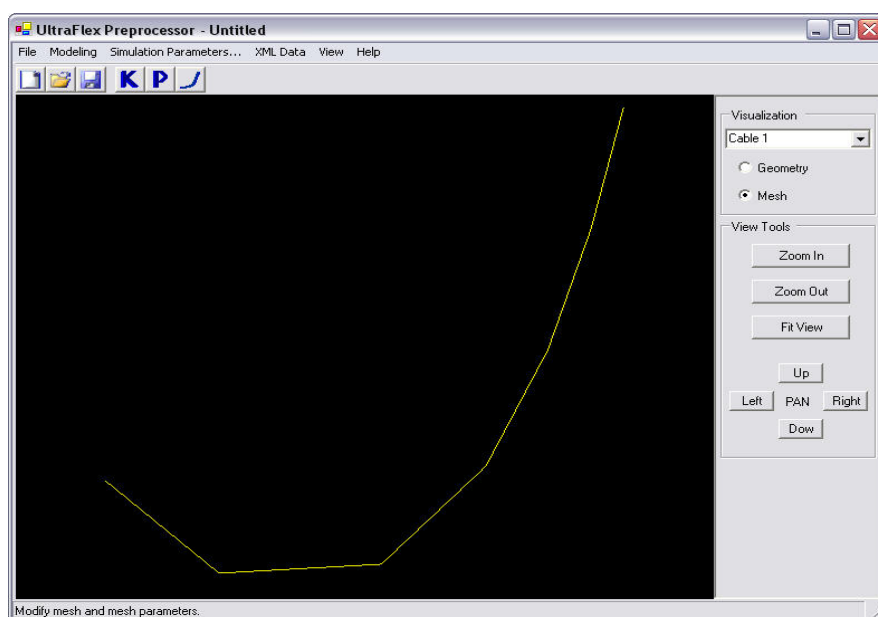 UltraFlex Preprocessor - Untitled
File Modeling Simulation Parameters... XML Data View Help
K P
Visualization
Cable 1
Geometry
Mesh
View Tools
Zoom In
Zoom Out
Fit View
Up
Left PAN Right
Dow
Modify mesh and mesh parameters.